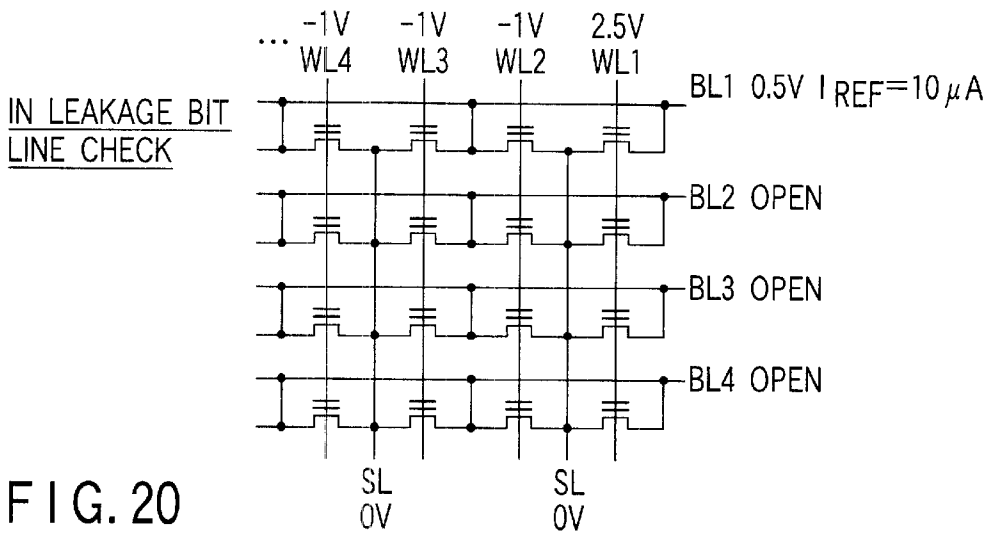 ... -1V -1V -1V 2.5V
WL4 WL3 WL2 WL1
BL1 0.5V IREF=10μA
IN LEAKAGE BIT
LINE CHECK
BL2 OPEN
BL3 OPEN
BL4 OPEN
SL SL
0V 0V
FIG. 20